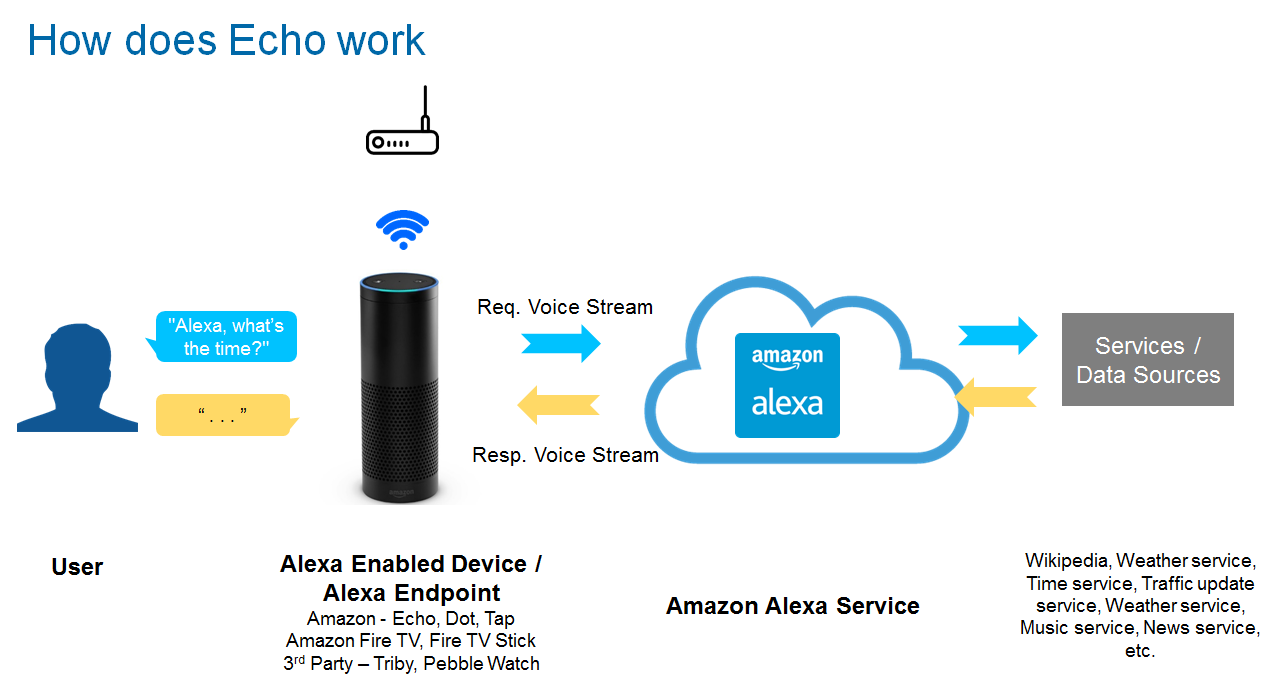 How does Echo work
"Alexa, what's
the time?"
“ . . . ”
Req. Voice Stream
Resp. Voice Stream
amazon
amazon
alexa
Services /
Data Sources
User
Alexa Enabled Device /
Alexa Endpoint
Amazon - Echo, Dot, Tap
Amazon Fire TV, Fire TV Stick
3rd Party – Triby, Pebble Watch
Amazon Alexa Service
Wikipedia, Weather service,
Time service, Traffic update
service, Weather service,
Music service, News service,
etc.